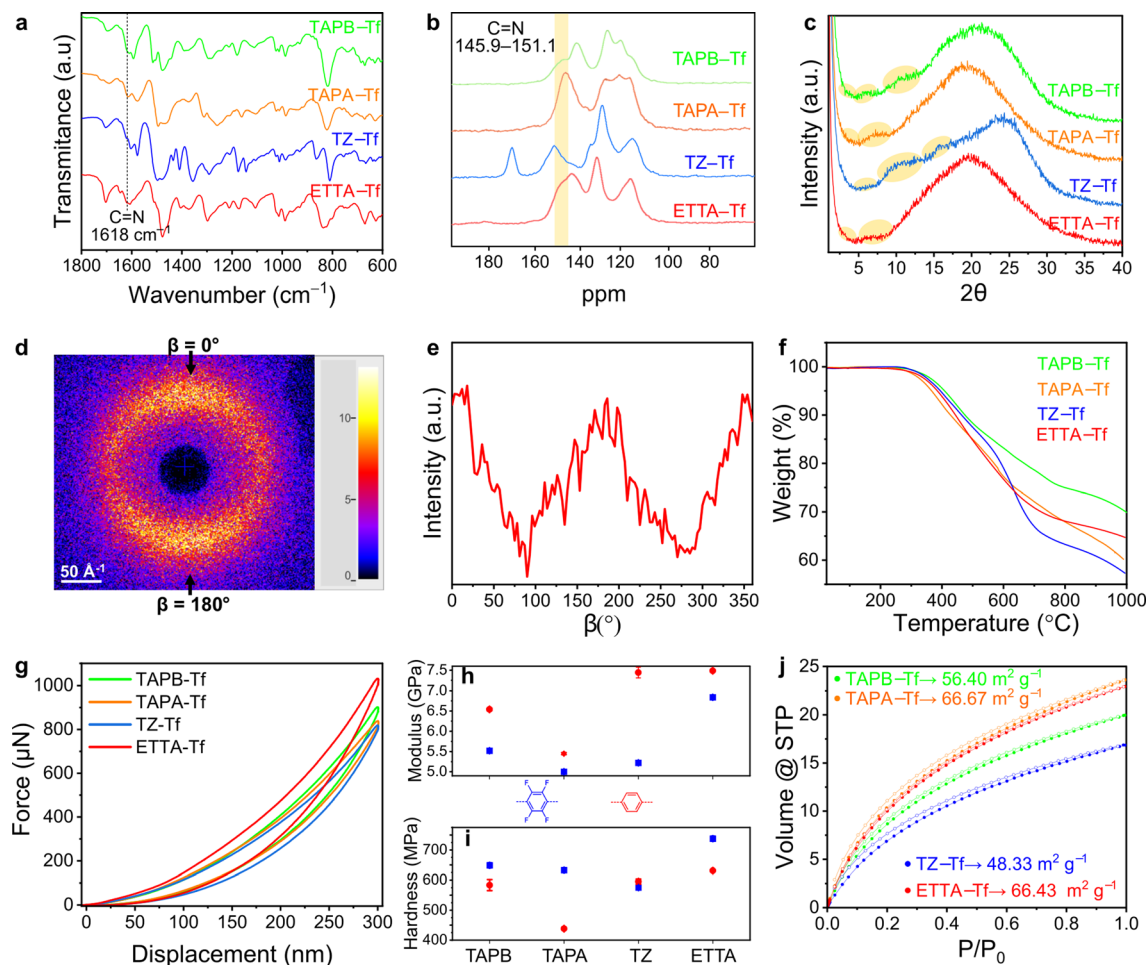 a
TAPB–Tf
TAPA–Tf
TZ–Tf
ETTA–Tf
C=N
1618 cm⁻¹
Transmitance (a.u)
1800 1600 1400 1200 1000 800 600
Wavenumber (cm⁻¹)
b
C=N
145.9–151.1
TAPB–Tf
TAPA–Tf
TZ–Tf
ETTA–Tf
180 160 140 120 100 80
ppm
c
Intensity (a.u.)
TAPB–Tf
TAPA–Tf
TZ–Tf
ETTA–Tf
5 10 15 20 25 30 35 40
2θ
d
β = 0°
50 Å⁻¹
β = 180°
10
5
0
e
Intensity (a.u.)
0 50 100 150 200 250 300 350
β(°)
f
TAPB–Tf
TAPA–Tf
TZ–Tf
ETTA–Tf
Weight (%)
100
90
80
70
60
200 400 600 800 1000
Temperature (°C)
g
TAPB-Tf
TAPA-Tf
TZ-Tf
ETTA-Tf
Force (µN)
1000
800
600
400
200
0
0 50 100 150 200 250 300
Displacement (nm)
h
Modulus (GPa)
7.5
7.0
6.5
6.0
5.5
5.0
F F
F F
i
Hardness (MPa)
700
600
500
400
TAPB TAPA TZ ETTA
j
TAPB–Tf→ 56.40 m² g⁻¹
TAPA–Tf→ 66.67 m² g⁻¹
TZ–Tf→ 48.33 m² g⁻¹
ETTA–Tf→ 66.43 m² g⁻¹
Volume @ STP
25
20
15
10
5
0
0.0 0.2 0.4 0.6 0.8 1.0
P/P₀